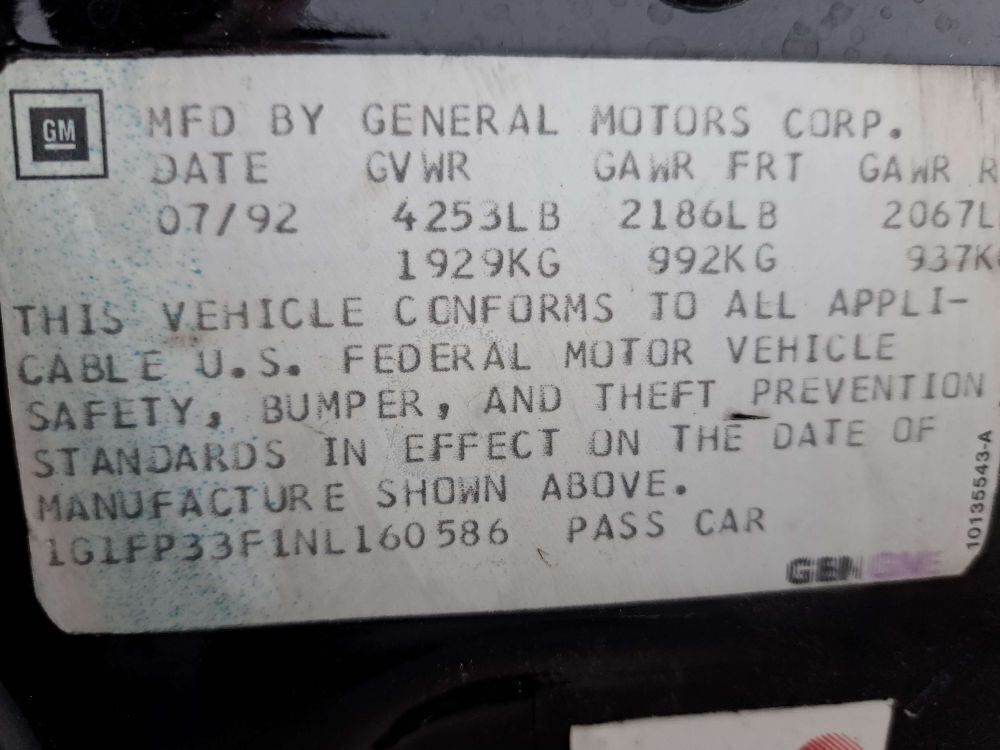 GM
MFD BY GENERAL MOTORS CORP.
DATE GVWR GAWR FRT GAWR R
07/92 4253LB 2186LB 2067L
1929KG 992KG 937K
THIS VEHICLE CONFORMS TO ALL APPLI-
CABLE U.S. FEDERAL MOTOR VEHICLE
SAFETY, BUMPER, AND THEFT PREVENTION
STANDARDS IN EFFECT ON THE DATE OF
MANUFACTURE SHOWN ABOVE.
1G1FP33F1NL160586 PASS CAR
10135543-A